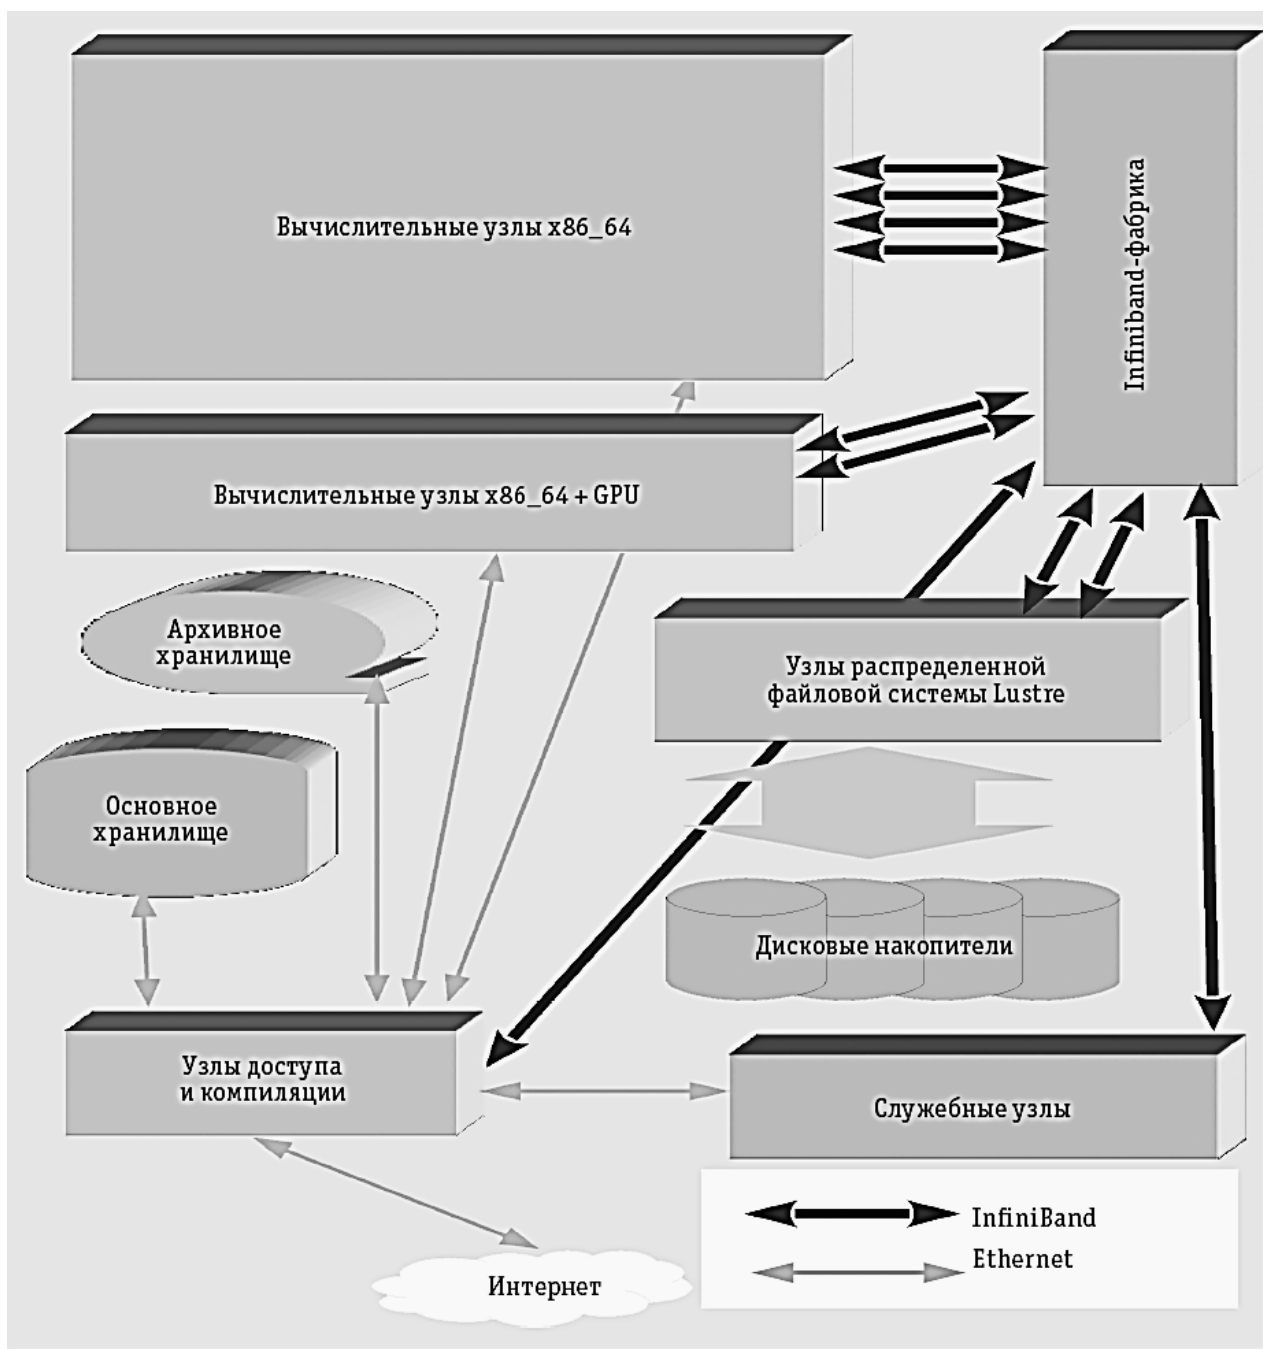 Вычислительные узлы x86_64
Infiniband-фабрика
Вычислительные узлы x86_64 + GPU
Архивное
хранилище
Узлы распределенной
файловой системы Lustre
Основное
хранилище
Дисковые накопители
Узлы доступа
и компиляции
Служебные узлы
InfiniBand
Ethernet
Интернет